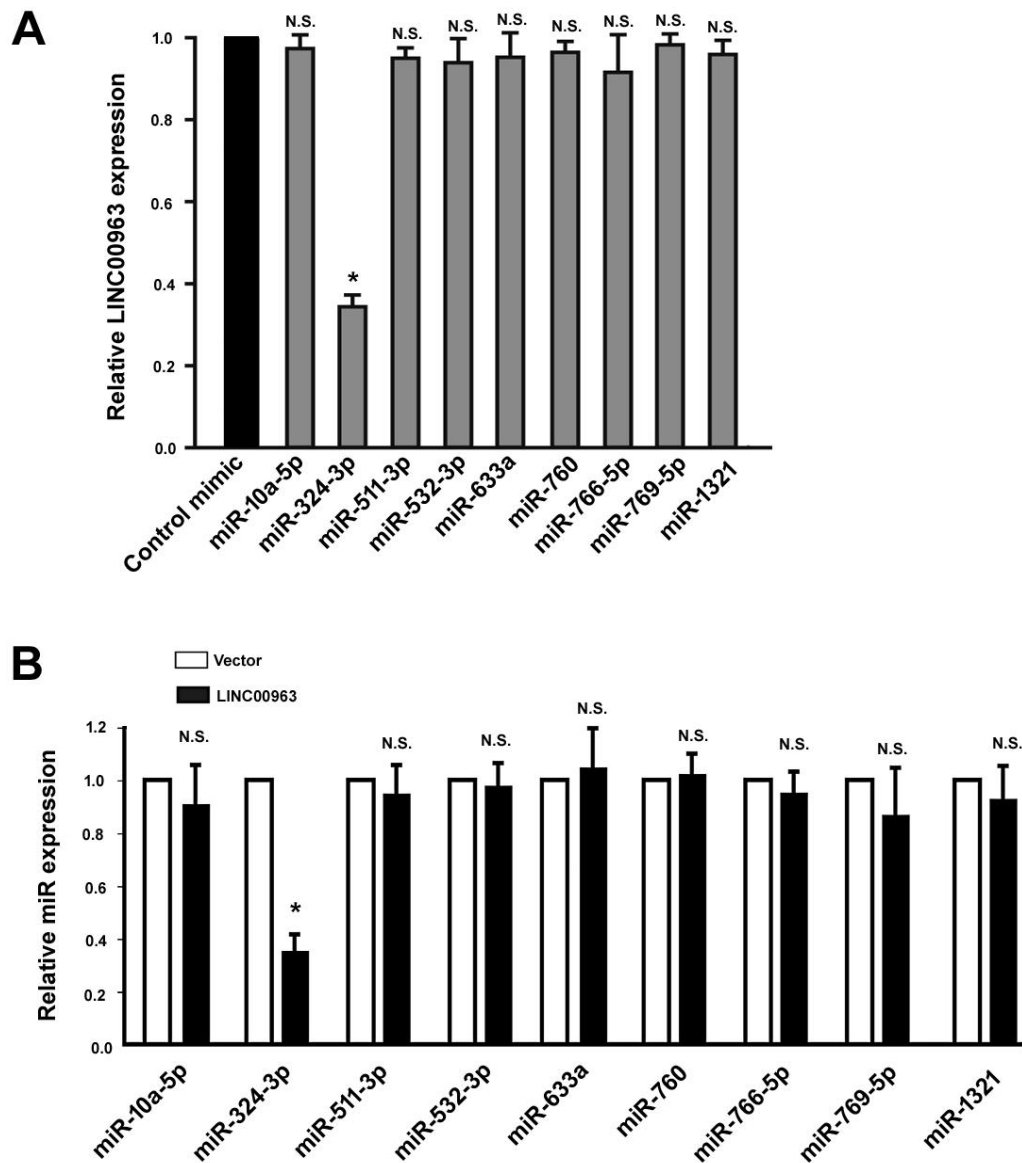 A
Relative LINC00963 expression
1.0
0.8
0.6
0.4
0.2
0.0
N.S.
*
N.S.
N.S.
N.S.
N.S.
N.S.
N.S.
N.S.
Control mimic
miR-10a-5p
miR-324-3p
miR-511-3p
miR-532-3p
miR-633a
miR-760
miR-766-5p
miR-769-5p
miR-1321
B
Vector
LINC00963
Relative miR expression
1.2
1.0
0.8
0.6
0.4
0.2
0.0
N.S.
*
N.S.
N.S.
N.S.
N.S.
N.S.
N.S.
N.S.
miR-10a-5p
miR-324-3p
miR-511-3p
miR-532-3p
miR-633a
miR-760
miR-766-5p
miR-769-5p
miR-1321